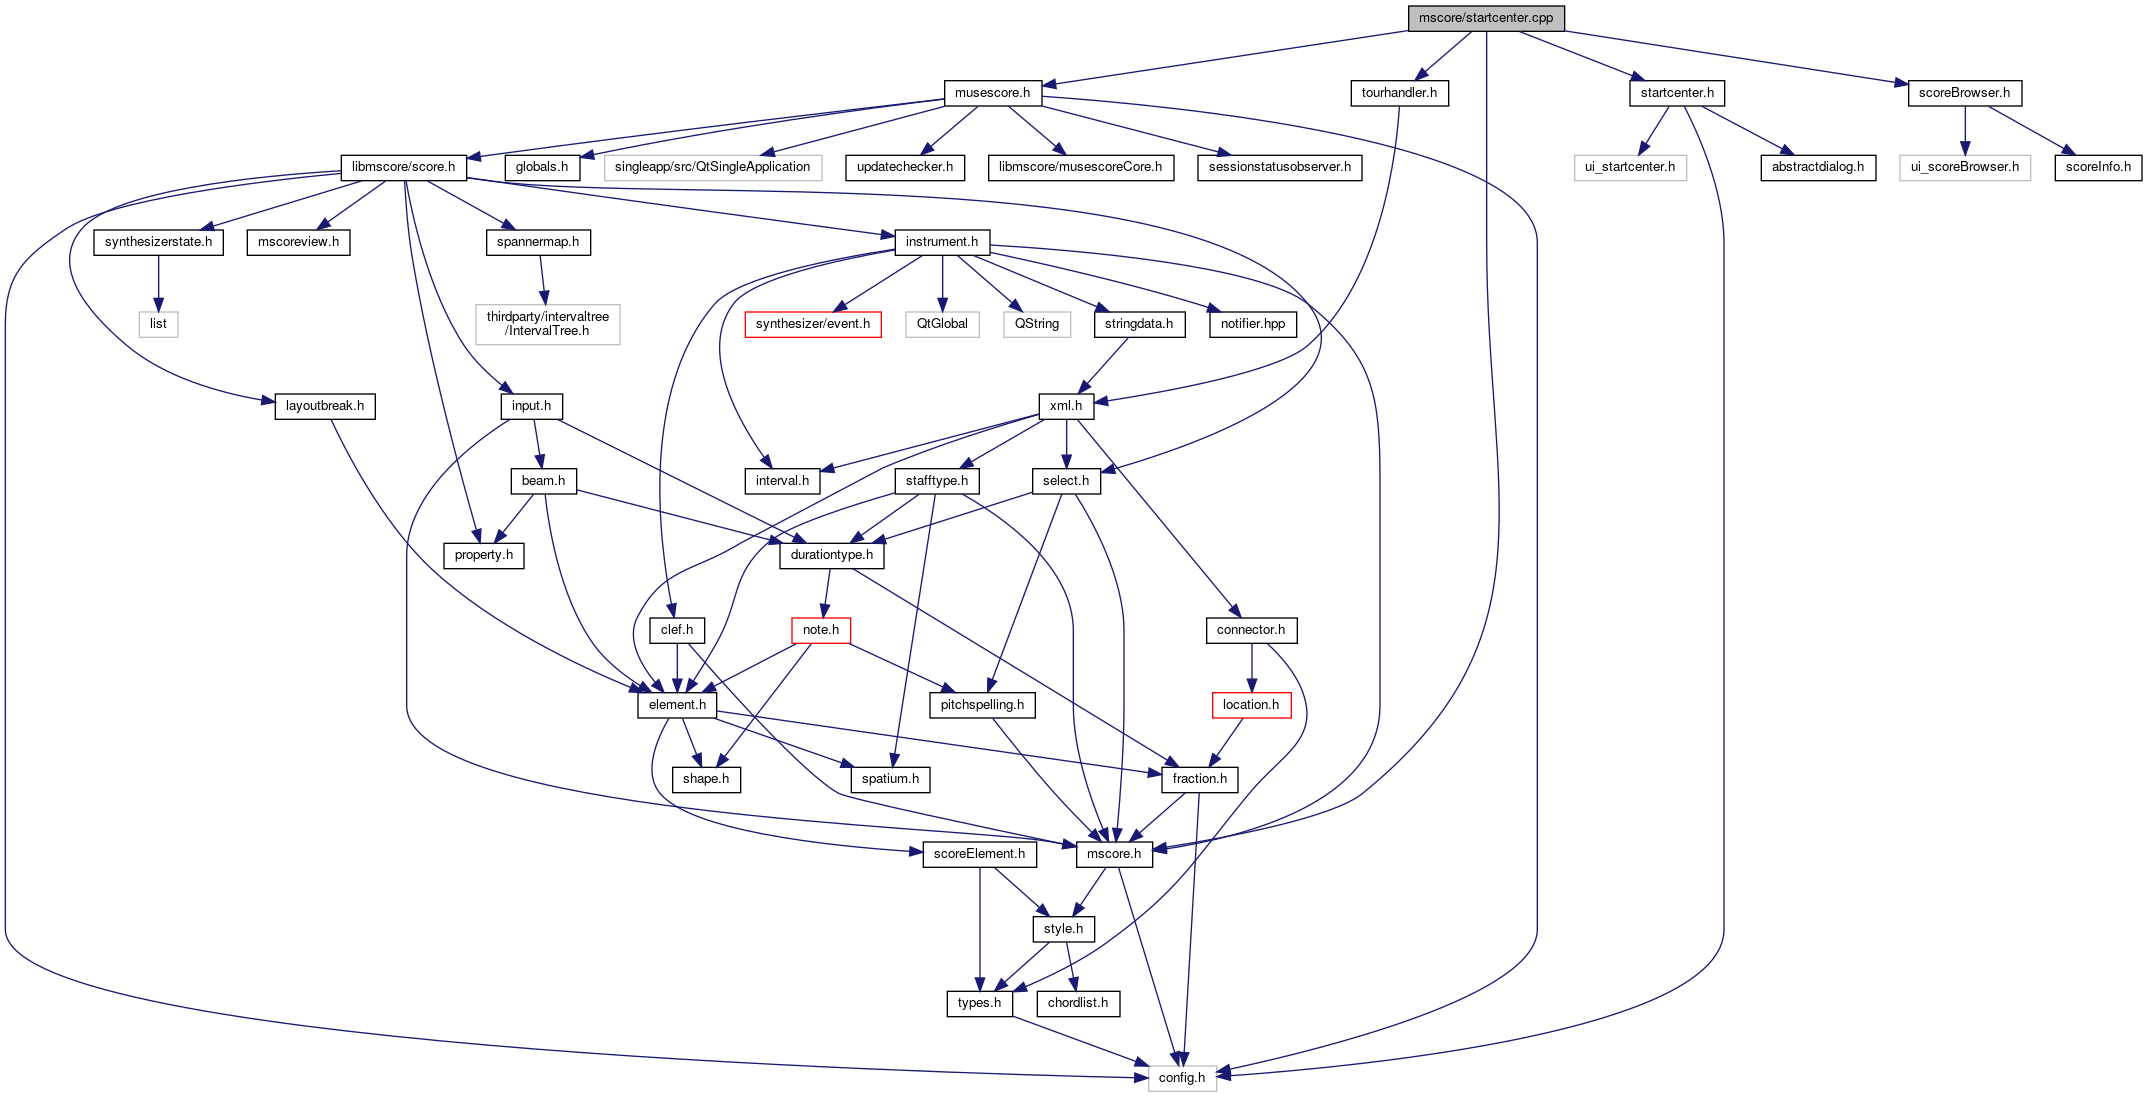 mscore/startcenter.cpp
musescore.h
tourhandler.h
startcenter.h
scoreBrowser.h
libmscore/score.h
globals.h
singleapp/src/QtSingleApplication
updatechecker.h
libmscore/musescoreCore.h
sessionstatusobserver.h
ui_startcenter.h
abstractdialog.h
ui_scoreBrowser.h
scoreInfo.h
synthesizerstate.h
mscoreview.h
spannermap.h
instrument.h
list
thirdparty/intervaltree
/IntervalTree.h
synthesizer/event.h
QtGlobal
QString
stringdata.h
notifier.hpp
layoutbreak.h
input.h
xml.h
beam.h
interval.h
stafftype.h
select.h
property.h
durationtype.h
clef.h
note.h
connector.h
element.h
pitchspelling.h
location.h
shape.h
spatium.h
fraction.h
scoreElement.h
mscore.h
style.h
types.h
chordlist.h
config.h